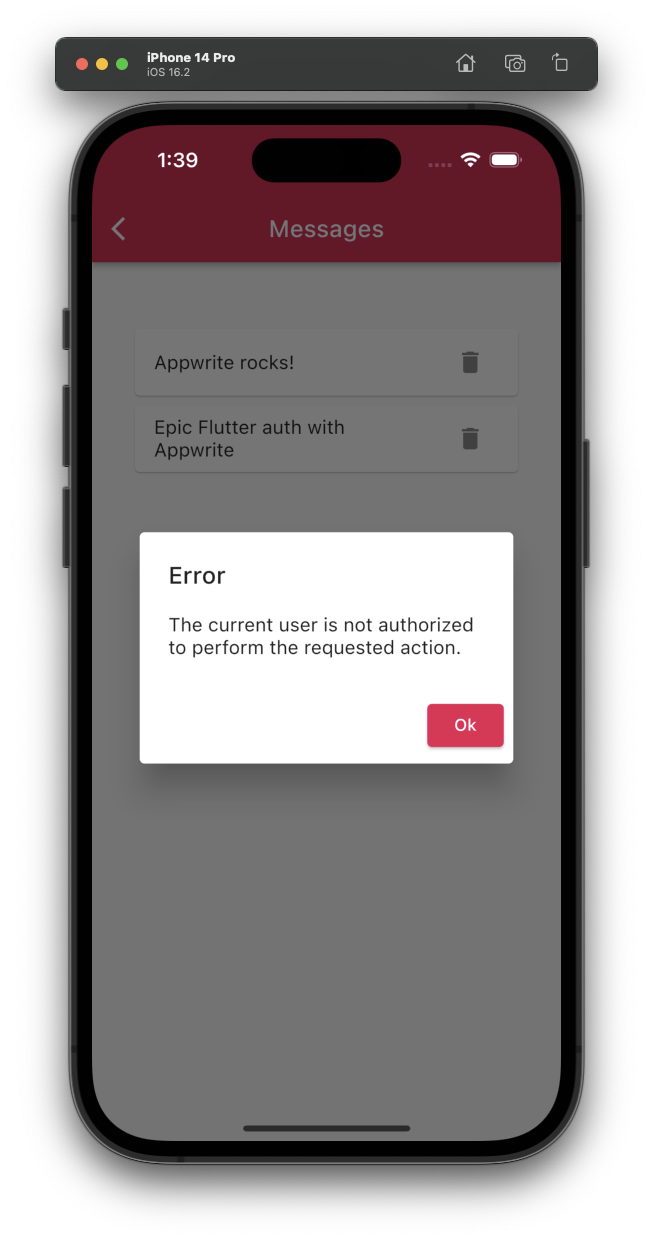 iPhone 14 Pro
iOS 16.2
1:39
Messages
Appwrite rocks!
Epic Flutter auth with
Appwrite
Error
The current user is not authorized
to perform the requested action.
Ok